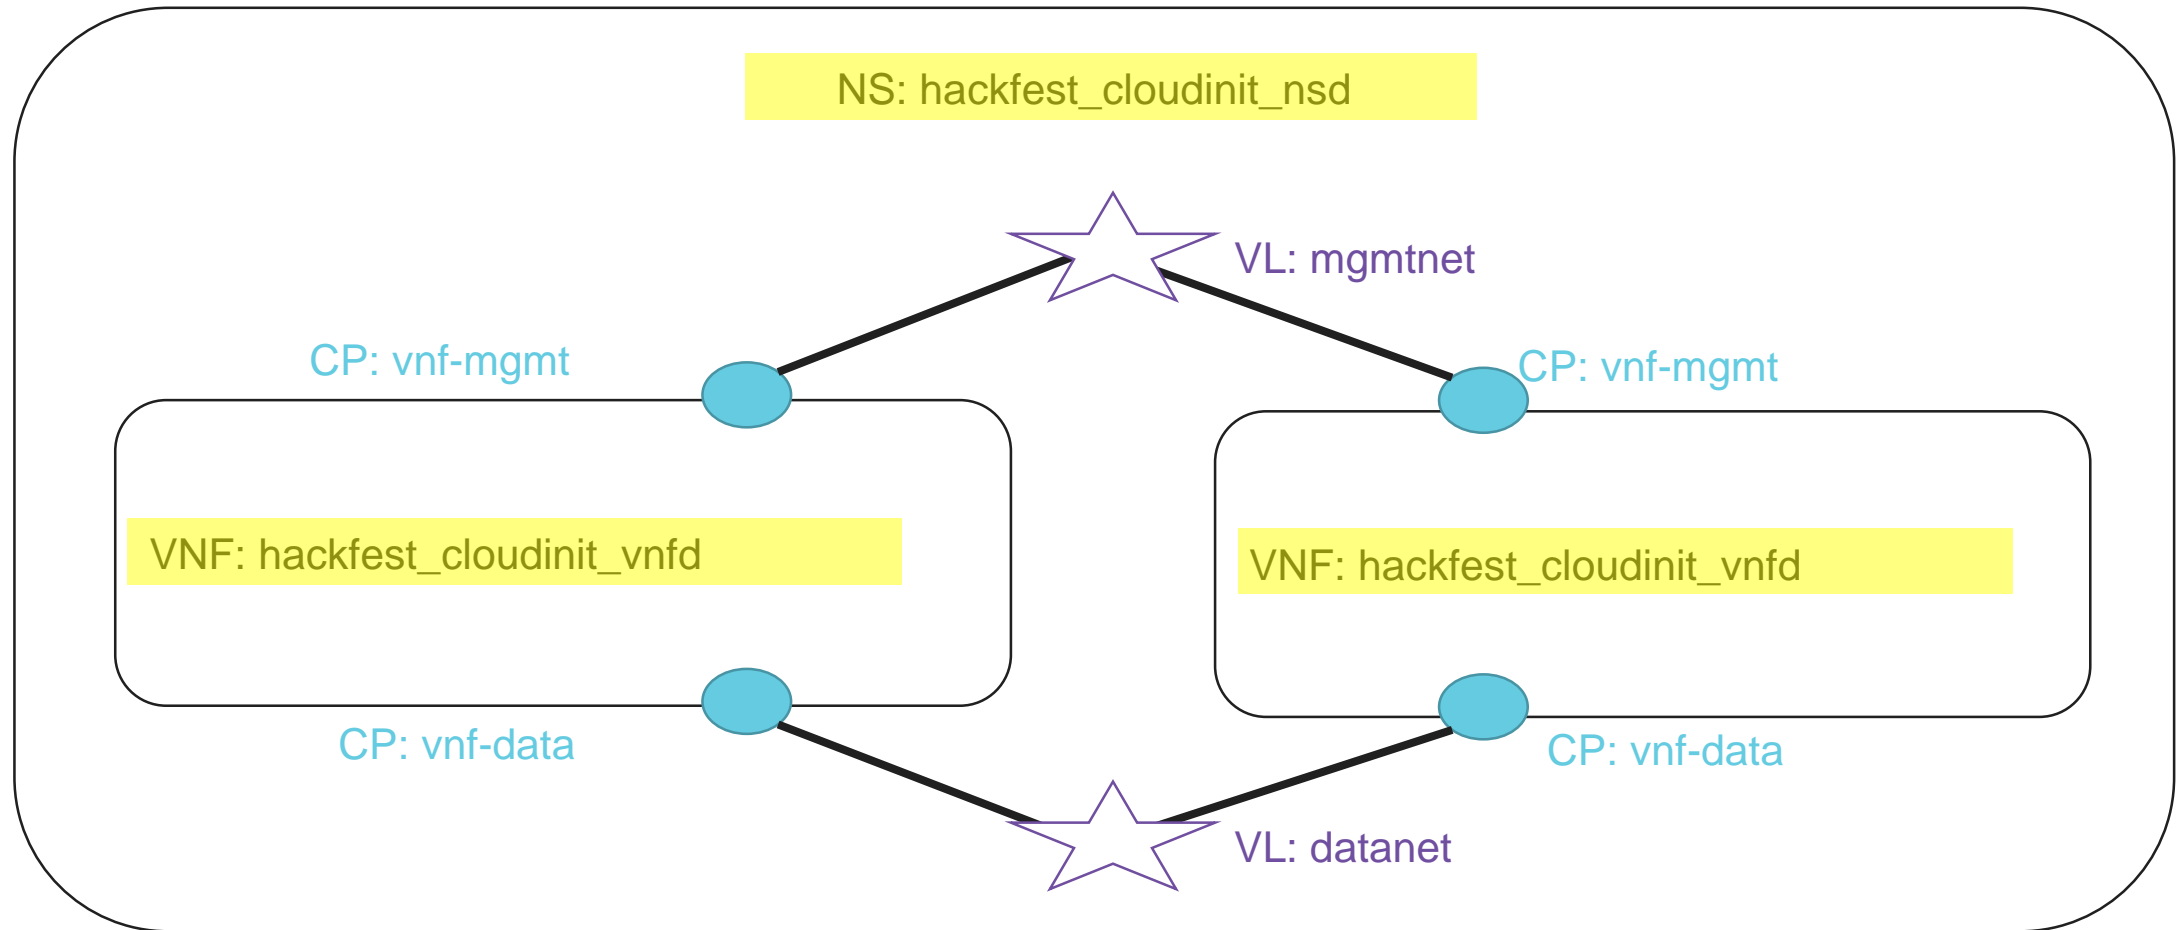 NS: hackfest_cloudinit_nsd
VL: mgmtnet
CP: vnf-mgmt
CP: vnf-mgmt
VNF: hackfest_cloudinit_vnfd
VNF: hackfest_cloudinit_vnfd
CP: vnf-data
CP: vnf-data
VL: datanet